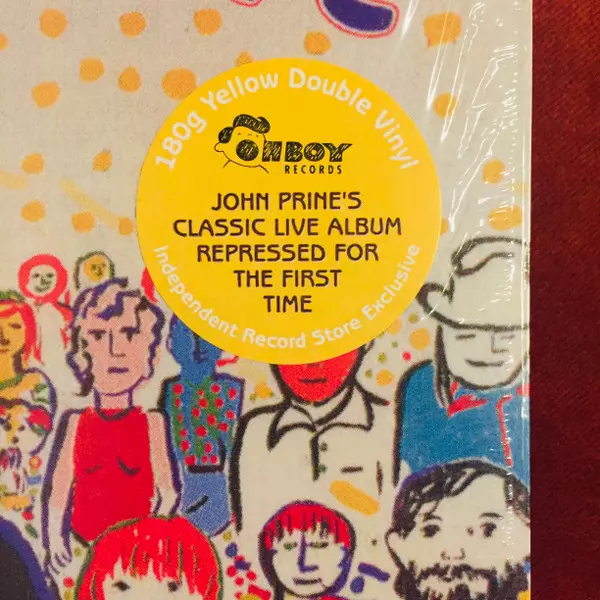 180g Yellow Double Vinyl
OH BOY
RECORDS
JOHN PRINE'S
CLASSIC LIVE ALBUM
REPRESSED FOR
THE FIRST
TIME
Independent Record Store Exclusive